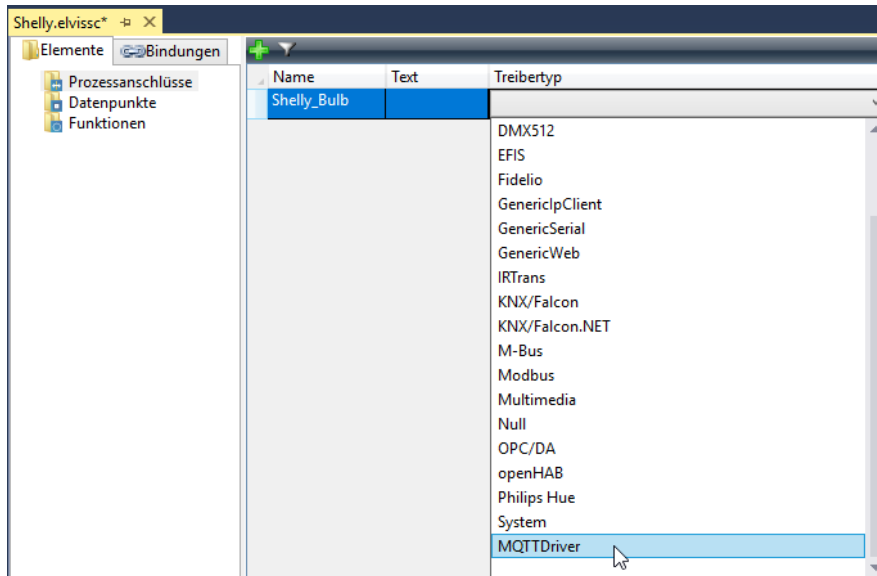 Shelly.elvissc*
Elemente Bindungen
Prozessanschlüsse
Datenpunkte
Funktionen
Name Text Treibertyp
Shelly_Bulb
DMX512
EFIS
Fidelio
GenericIpClient
GenericSerial
GenericWeb
IRTrans
KNX/Falcon
KNX/Falcon.NET
M-Bus
Modbus
Multimedia
Null
OPC/DA
openHAB
Philips Hue
System
MQTTDriver